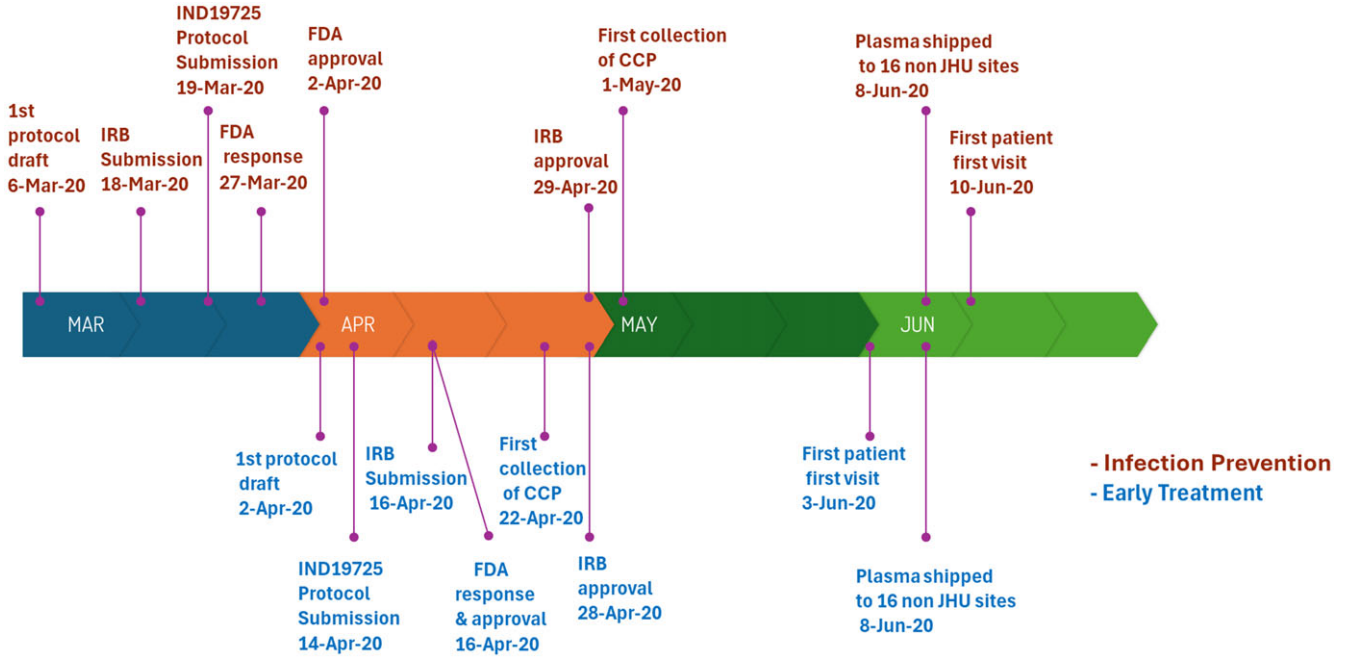 1st
protocol
draft
6-Mar-20
IRB
Submission
18-Mar-20
IND19725
Protocol
Submission
19-Mar-20
FDA
response
27-Mar-20
FDA
approval
2-Apr-20
IRB
approval
29-Apr-20
First collection
of CCP
1-May-20
Plasma shipped
to 16 non JHU sites
8-Jun-20
First patient
first visit
10-Jun-20
MAR
APR
MAY
JUN
1st protocol
draft
2-Apr-20
IND19725
Protocol
Submission
14-Apr-20
IRB
Submission
16-Apr-20
FDA
response
& approval
16-Apr-20
First
collection
of CCP
22-Apr-20
IRB
approval
28-Apr-20
First patient
first visit
3-Jun-20
Plasma shipped
to 16 non JHU sites
8-Jun-20
- Infection Prevention
- Early Treatment